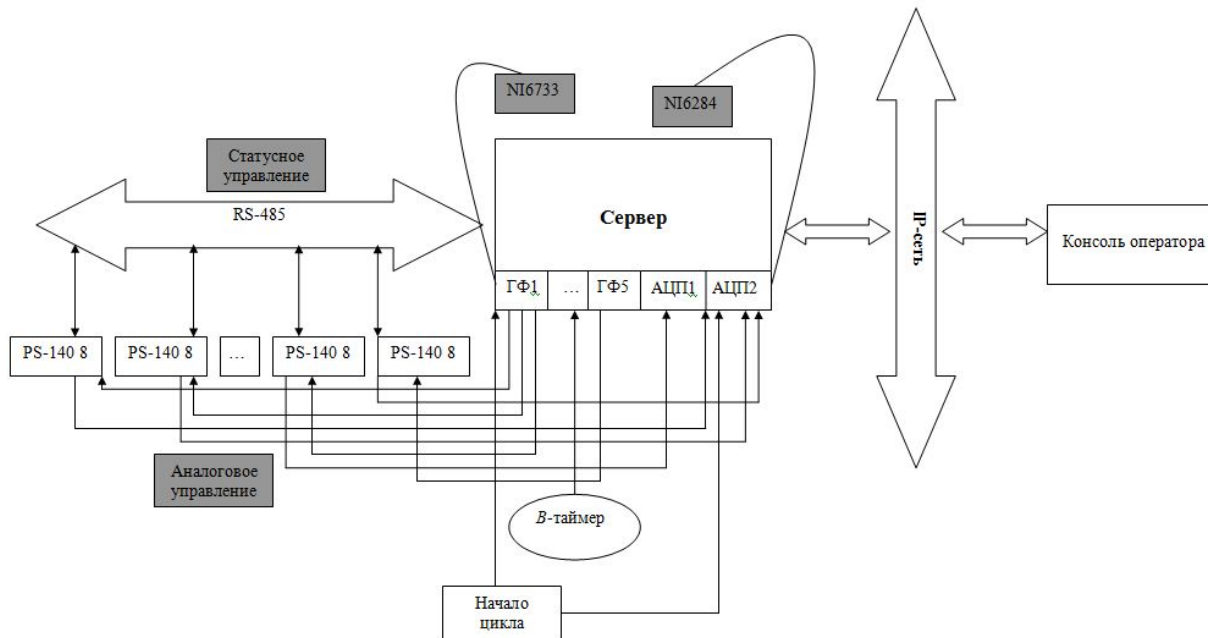 NI6733
NI6284
Статусное
управление
RS-485
Сервер
IP-сеть
Консоль оператора
ГФ1
…
ГФ5
АЦП1
АЦП2
PS-140 8
PS-140 8
…
PS-140 8
PS-140 8
Аналоговое
управление
B-таймер
Начало
цикла